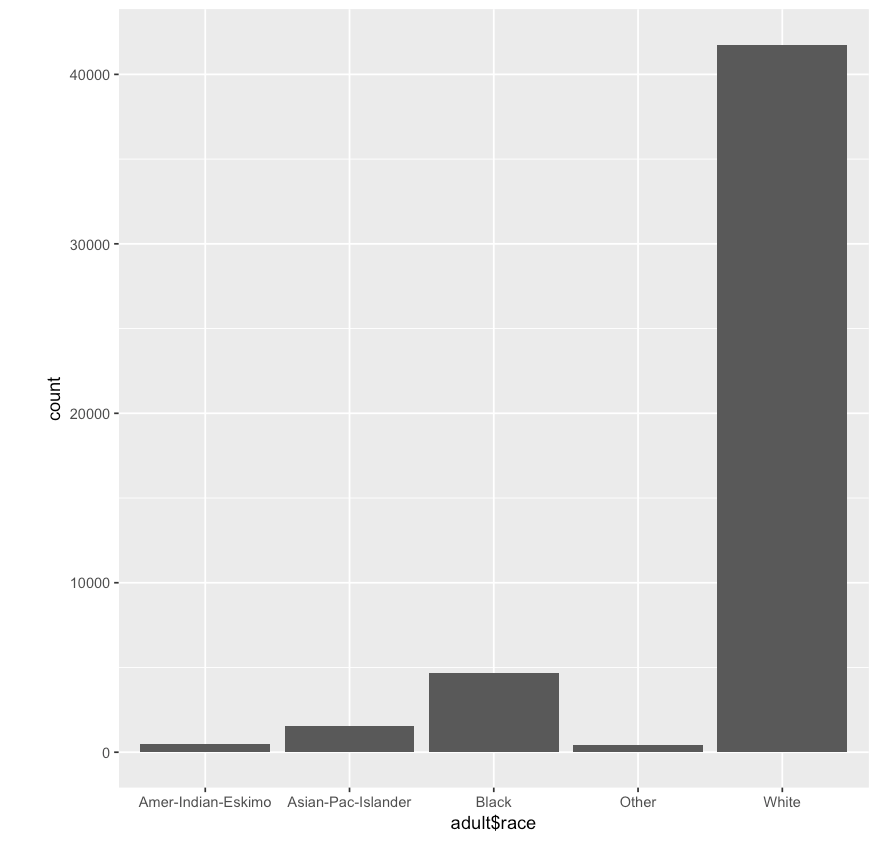 40000
30000
count
20000
10000
0
Amer-Indian-Eskimo Asian-Pac-Islander Black Other White
adult$race